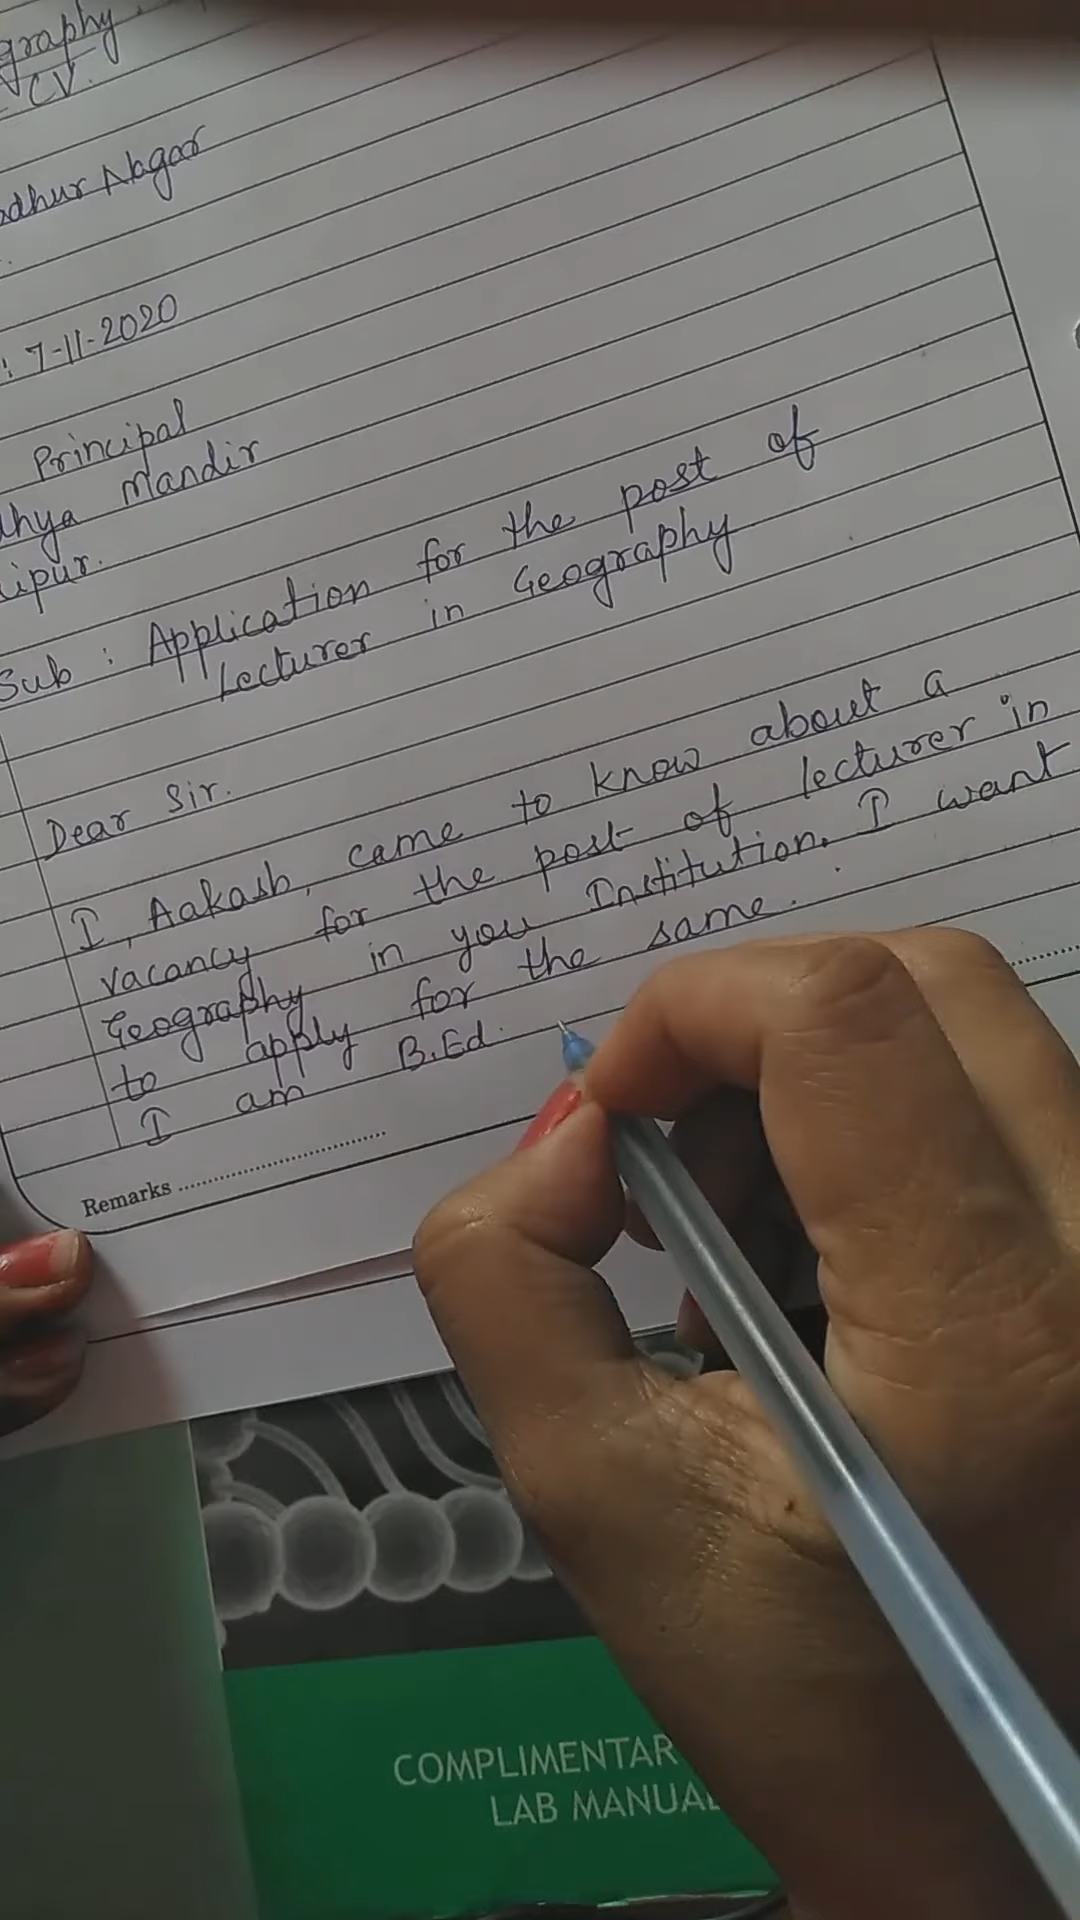 graphy.
CV.
adhur Nagar
: 7-11-2020
Principal
dhya Mandir
ipur.
Sub : Application for the post of
Lecturer in Geography
Dear Sir.
I, Aakash, came to know about a
vacancy for the post of lecturer in
Geography in you Institution. I want
to apply for the same.
I am B.Ed.
Remarks
COMPLIMENTAR
LAB MANUAL